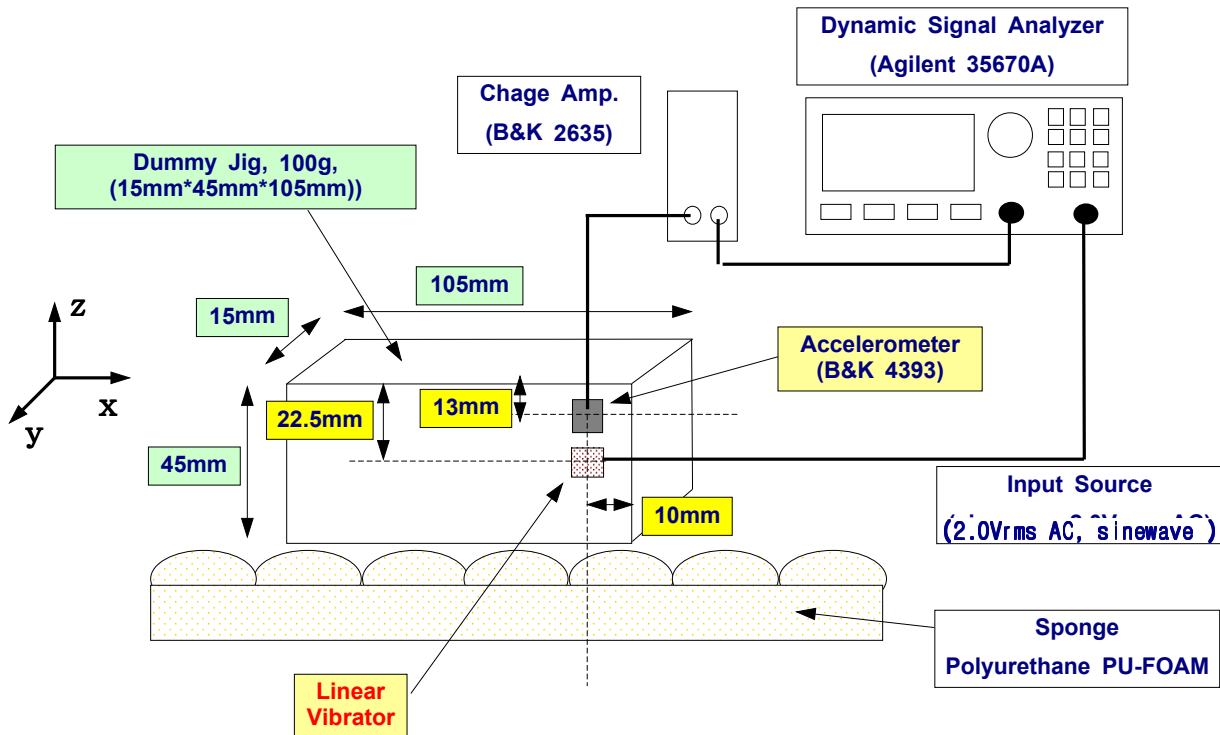 Dynamic Signal Analyzer
(Agilent 35670A)
Chage Amp.
(B&K 2635)
Dummy Jig, 100g,
(15mm*45mm*105mm))
105mm
15mm
z
x
y
Accelerometer
(B&K 4393)
13mm
22.5mm
45mm
10mm
Input Source
(2.0Vrms AC, sinewave )
Sponge
Polyurethane PU-FOAM
Linear
Vibrator